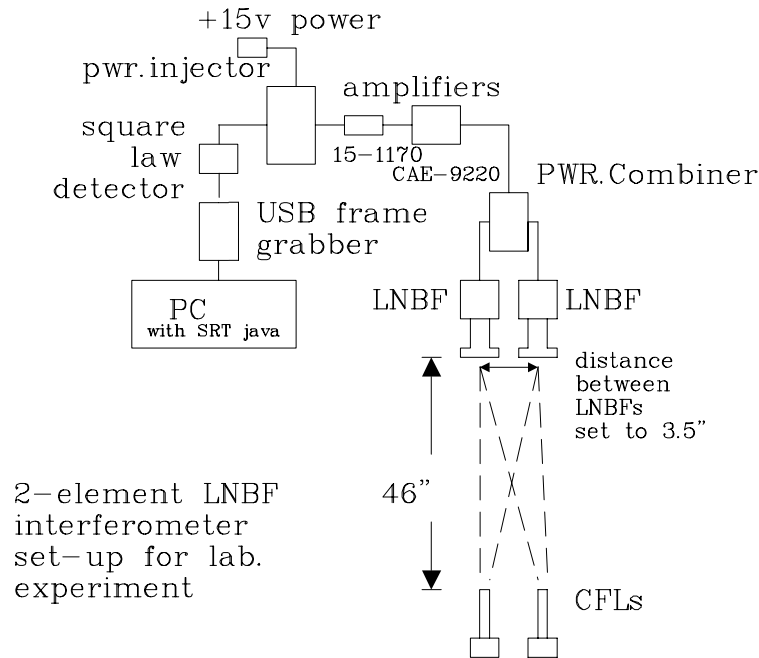 +15v power
pwr.injector
amplifiers
square
law
detector
15-1170
CAE-9220
PWR.Combiner
USB frame
grabber
LNBF
LNBF
PC
with SRT java
distance
between
LNBFs
set to 3.5"
46"
2-element LNBF
interferometer
set-up for lab.
experiment
CFLs